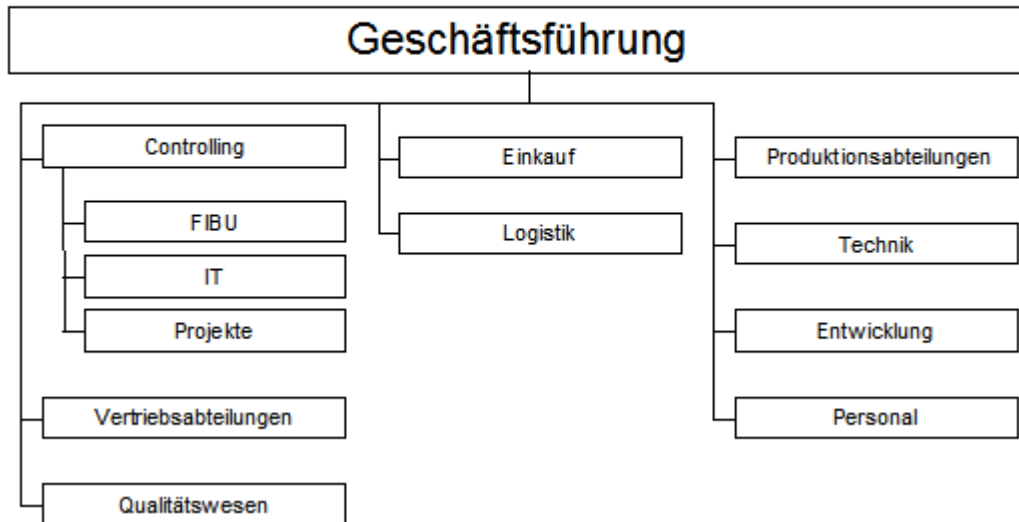 Geschäftsführung
Controlling
FIBU
IT
Projekte
Vertriebsabteilungen
Qualitätswesen
Einkauf
Logistik
Produktionsabteilungen
Technik
Entwicklung
Personal